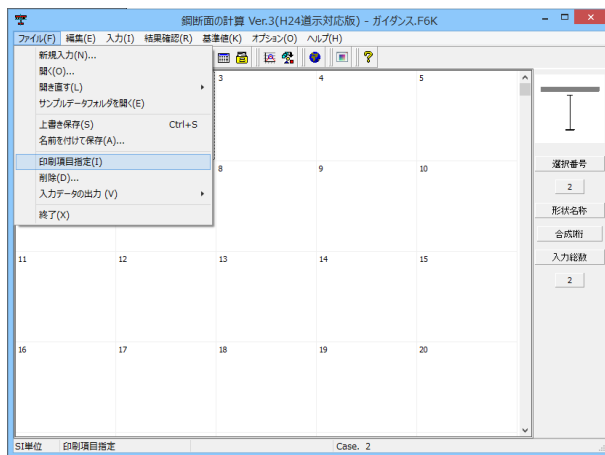 鋼断面の計算 Ver.3(H24道示対応版) - ガイダンス.F6K
ファイル(F) 編集(E) 入力(I) 結果確認(R) 基準値(K) オプション(O) ヘルプ(H)
新規入力(N)...
開く(O)...
開き直す(L)
サンプルデータフォルダを開く(E)
上書き保存(S) Ctrl+S
名前を付けて保存(A)...
印刷項目指定(I)
削除(D)...
入力データの出力 (V)
終了(X)
3 4 5
8 9 10
11 12 13 14 15
16 17 18 19 20
選択番号
2
形状名称
合成桁
入力総数
2
SI単位 印刷項目指定 Case. 2